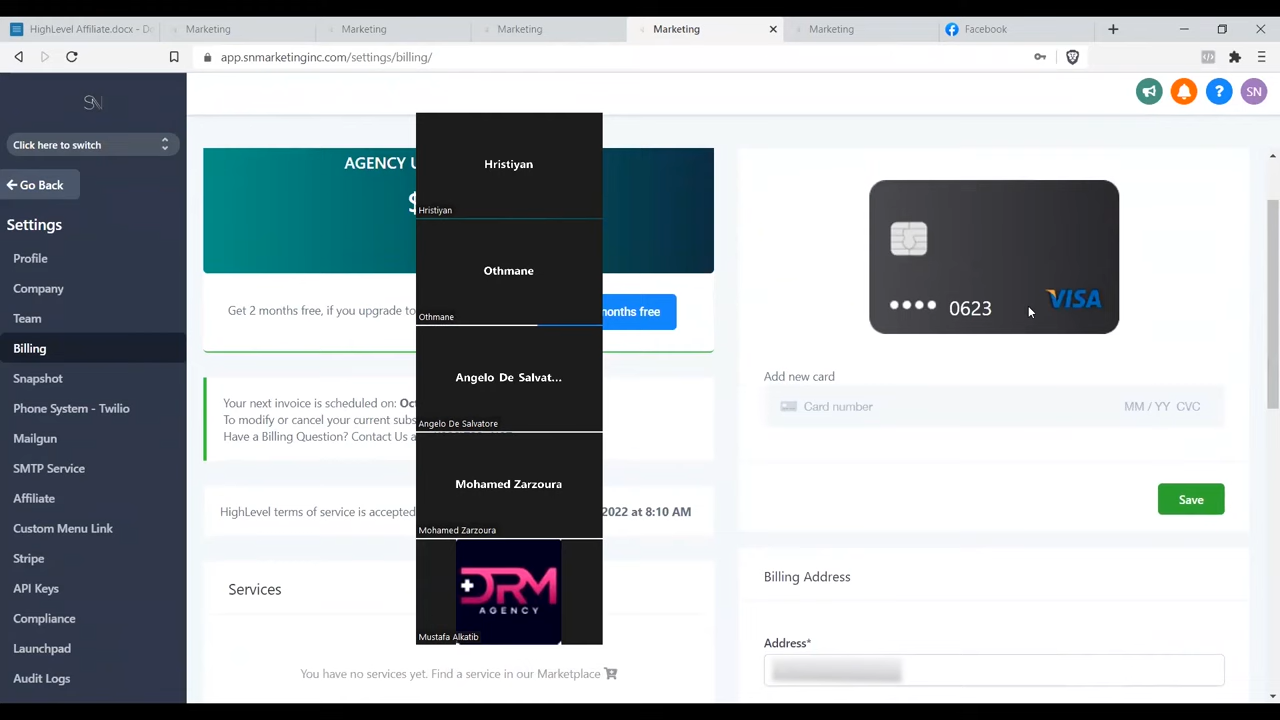 HighLevel Affiliate.docx - D
Marketing
Marketing
Marketing
Marketing
Marketing
Facebook
app.snmarketinginc.com/settings/billing/
SN
SN
Click here to switch
Go Back
Settings
Profile
Company
Team
Billing
Snapshot
Phone System - Twilio
Mailgun
SMTP Service
Affiliate
Custom Menu Link
Stripe
API Keys
Compliance
Launchpad
Audit Logs
AGENCY
$
Get 2 months free, if you upgrade to
months free
Your next invoice is scheduled on:
To modify or cancel your current
Have a Billing Question? Contact Us
HighLevel terms of service is accepted
2022 at 8:10 AM
Services
You have no services yet. Find a service in our Marketplace
Hristiyan
Hristiyan
Othmane
Othmane
Angelo De Salvat...
Angelo De Salvatore
Mohamed Zarzoura
Mohamed Zarzoura
DRM
AGENCY
Mustafa Alkatib
•••• 0623
VISA
Add new card
Card number
MM / YY CVC
Save
Billing Address
Address*